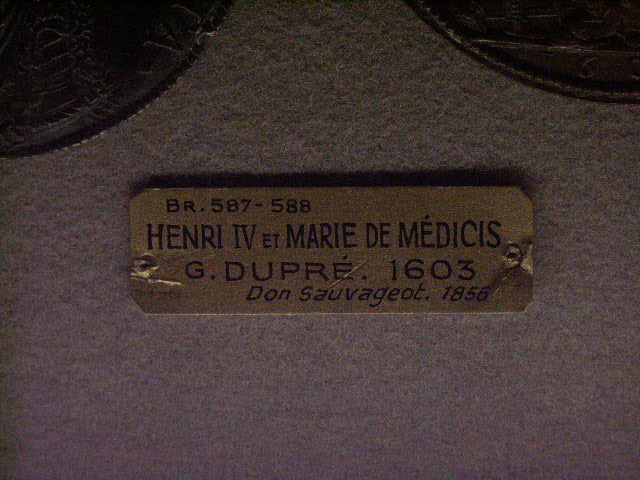 BR. 587-588
HENRI IV ET MARIE DE MÉDICIS
G. DUPRÉ. 1603
Don Sauvageot. 1856